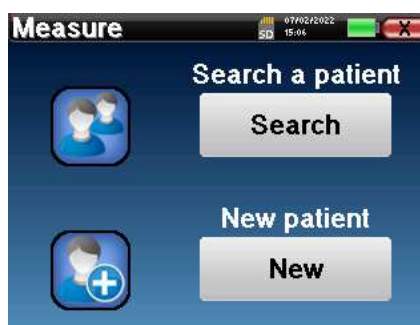 Measure
SD
07/02/2022
15:06
X
Search a patient
Search
New patient
New